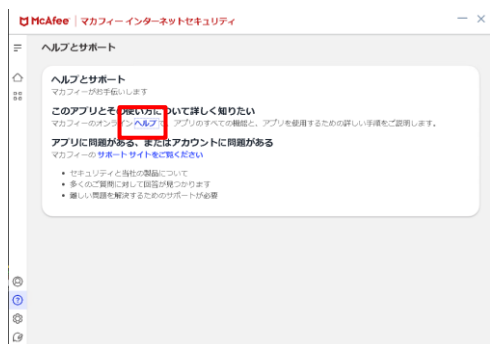 McAfee | マカフィー インターネットセキュリティ
ヘルプとサポート
ヘルプとサポート
マカフィーがお手伝いします
このアプリとその使い方について詳しく知りたい
マカフィーのオンライン ヘルプ で、アプリのすべての機能と、アプリを使用するための詳しい手順をご説明します。
アプリに問題がある、またはアカウントに問題がある
マカフィーの サポート サイトをご覧ください
• セキュリティと当社の製品について
• 多くのご質問に対して回答が見つかります
• 難しい問題を解決するためのサポートが必要